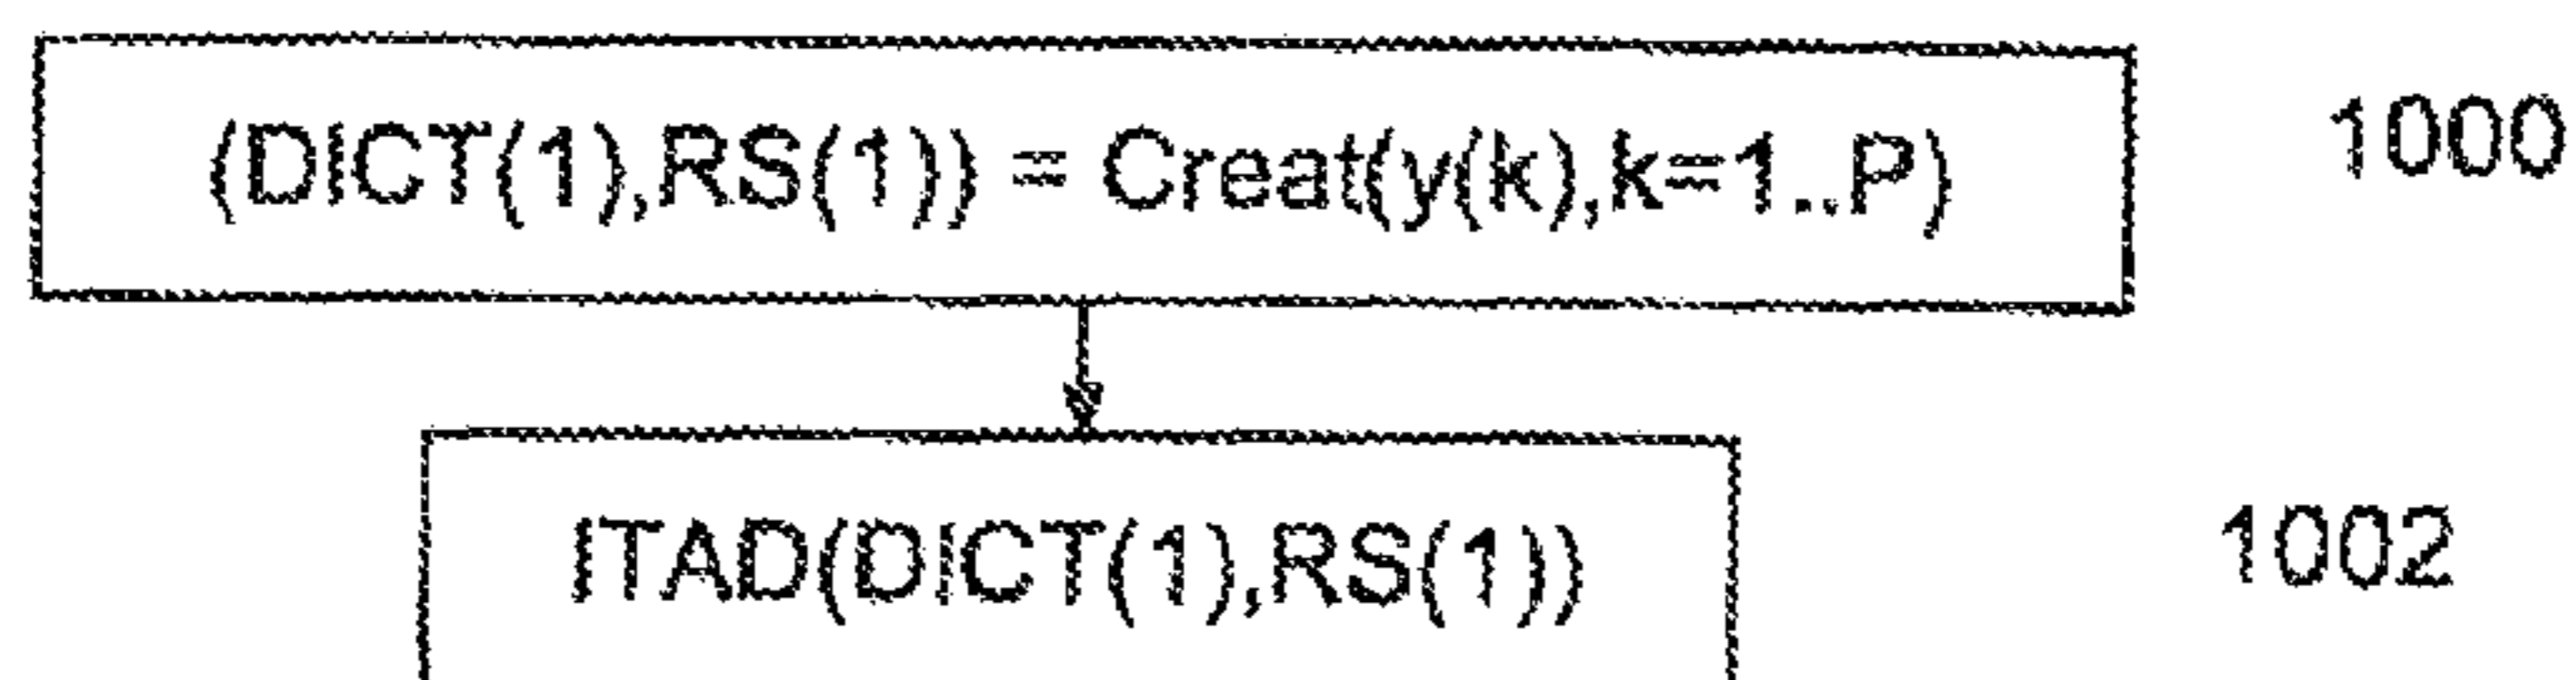 (DICT(1),RS(1)) = Creat(y(k),k=1..P) 1000
ITAD(DICT(1),RS(1)) 1002